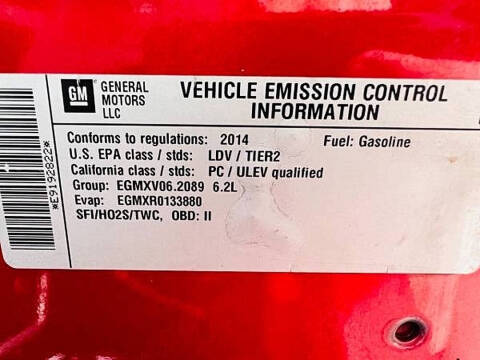 GM
GENERAL
MOTORS
LLC
VEHICLE EMISSION CONTROL
INFORMATION
Conforms to regulations: 2014 Fuel: Gasoline
U.S. EPA class / stds: LDV / TIER2
California class / stds: PC / ULEV qualified
Group: EGMXV06.2089 6.2L
Evap: EGMXR0133880
SFI/HO2S/TWC, OBD: II
*E9192822*